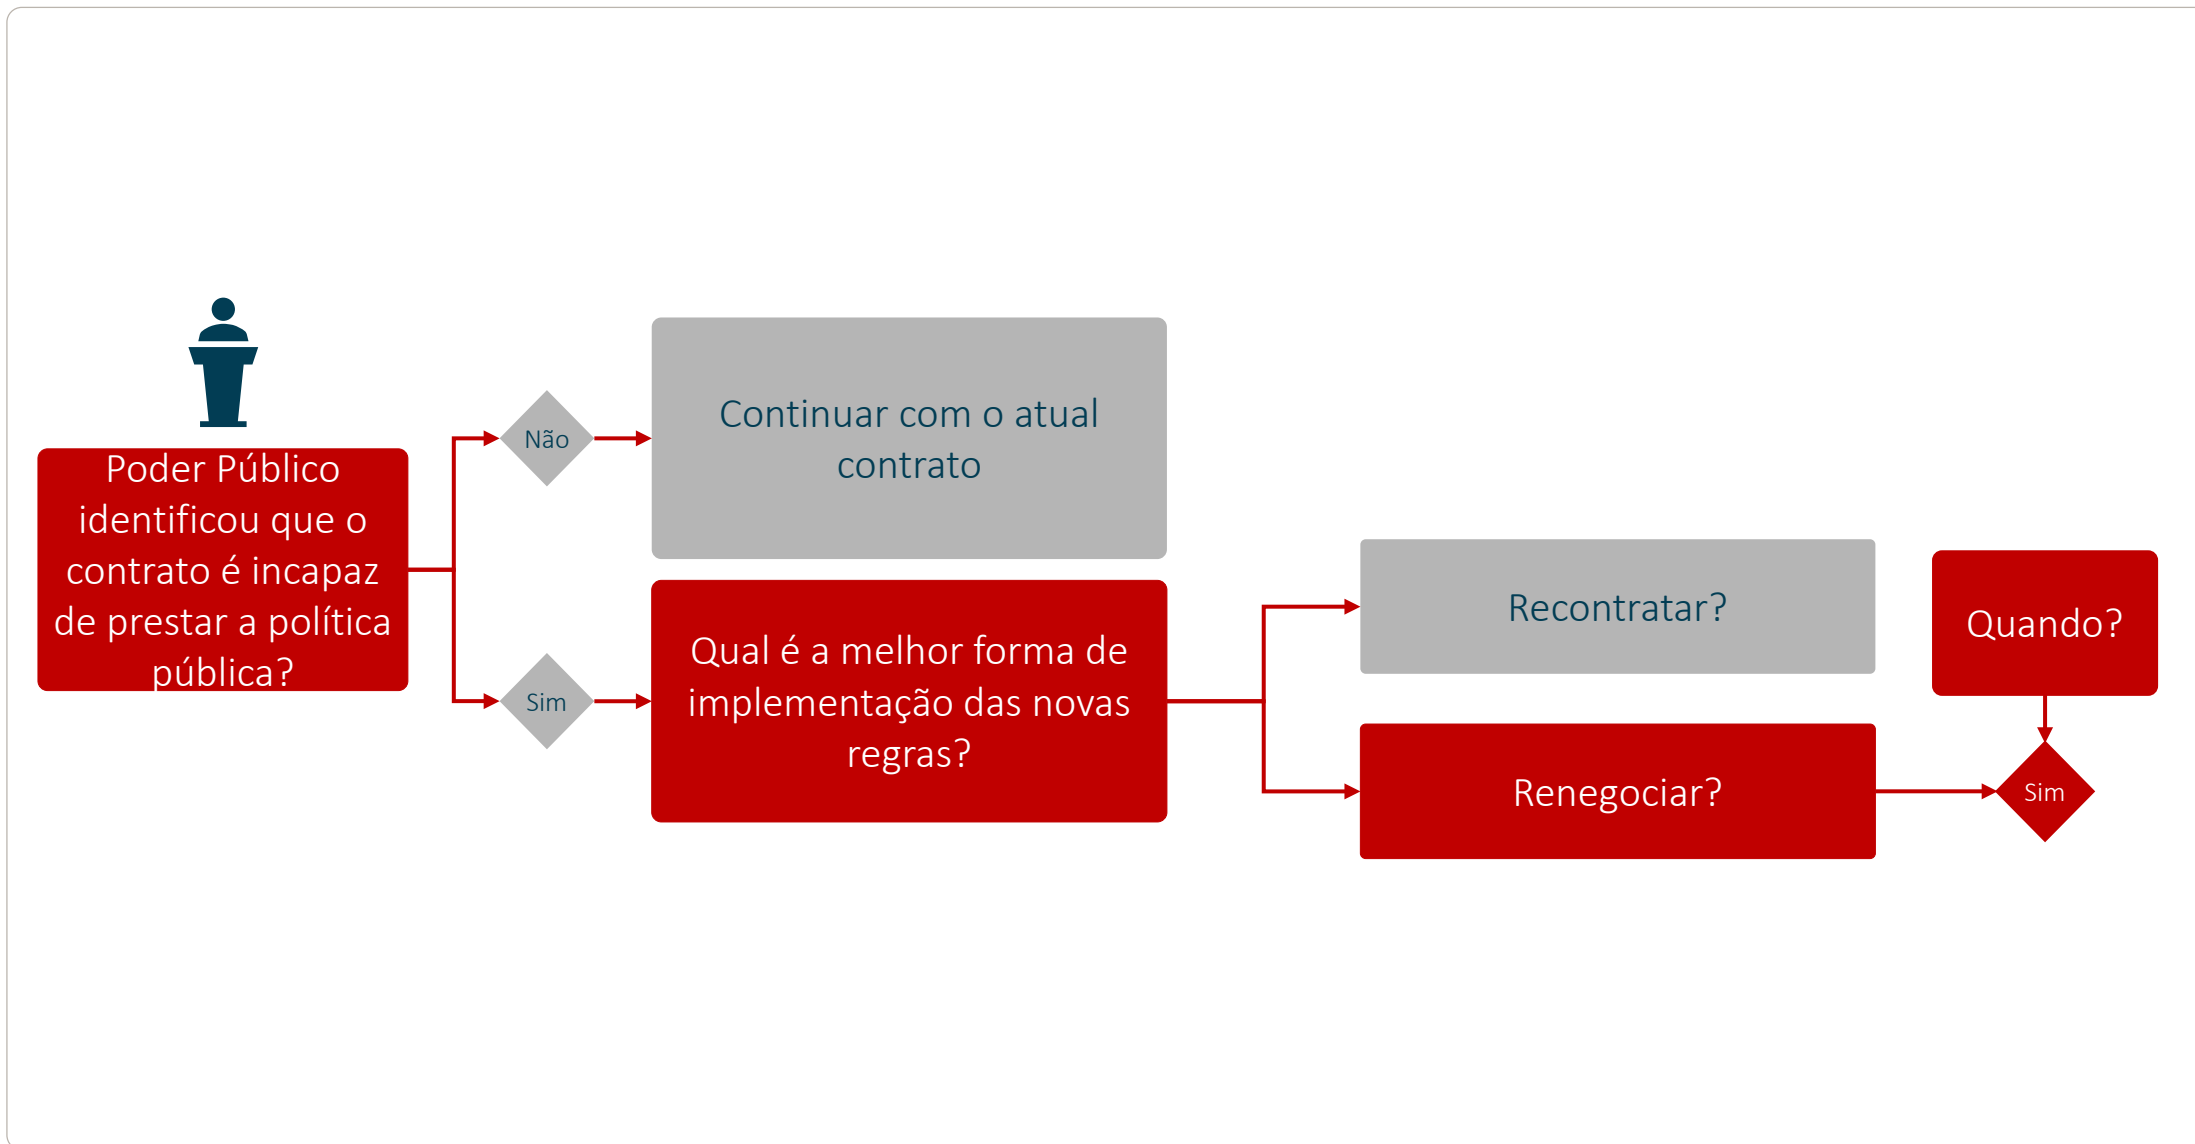 Poder Público
identificou que o
contrato é incapaz
de prestar a política
pública?
Não
Continuar com o atual
contrato
Sim
Qual é a melhor forma de
implementação das novas
regras?
Recontratar?
Renegociar?
Quando?
Sim